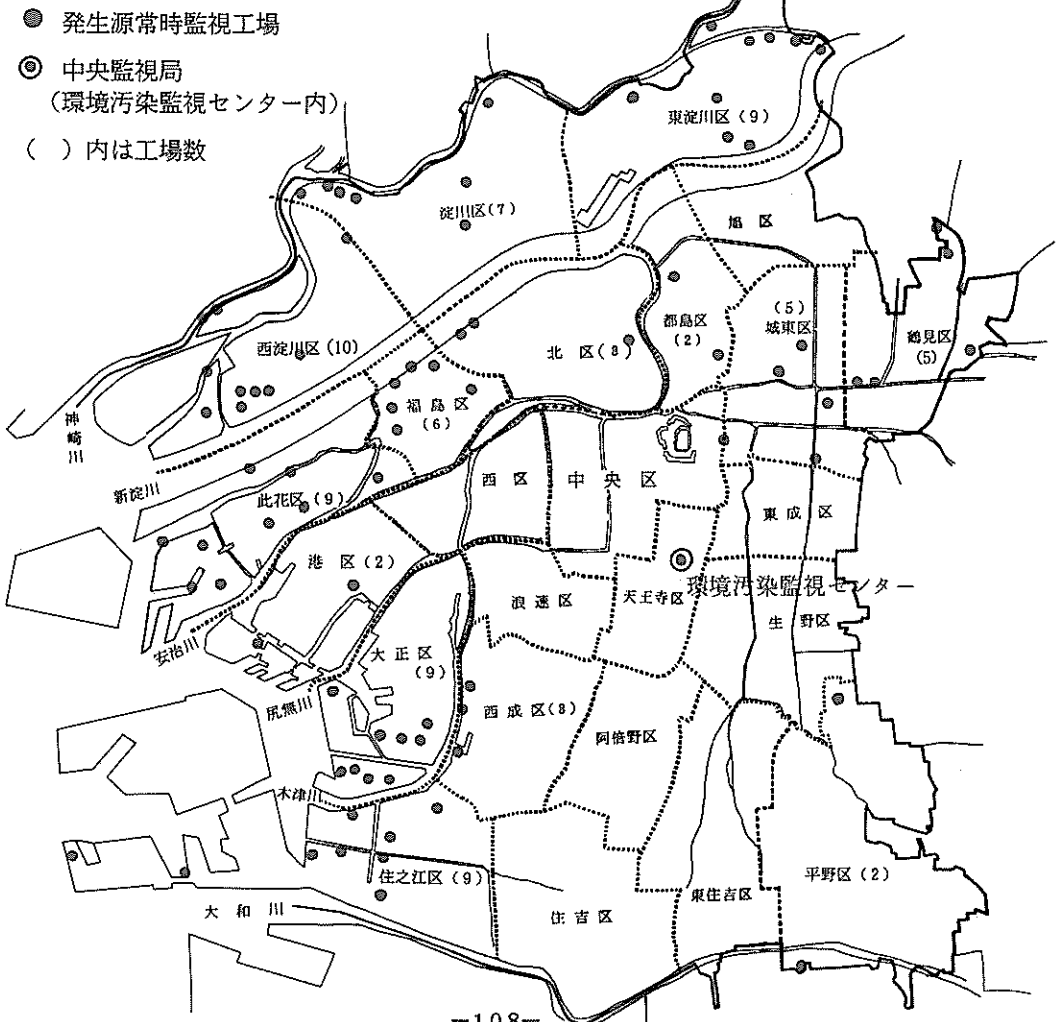 発生源常時監視工場
中央監視局
(環境汚染監視センター内)
( )内は工場数
東淀川区(9)
淀川区(7)
旭区
(5)
城東区
都島区
(2)
鶴見区
(5)
西淀川区(10)
北区(3)
福島区
(6)
神崎川
新淀川
此花区(9)
西区
中央区
東成区
港区(2)
環境汚染監視センター
浪速区
天王寺区
生野区
安治川
大正区
(9)
尻無川
西成区(3)
阿倍野区
木津川
住之江区(9)
平野区(2)
大和川
住吉区
東住吉区
-108-